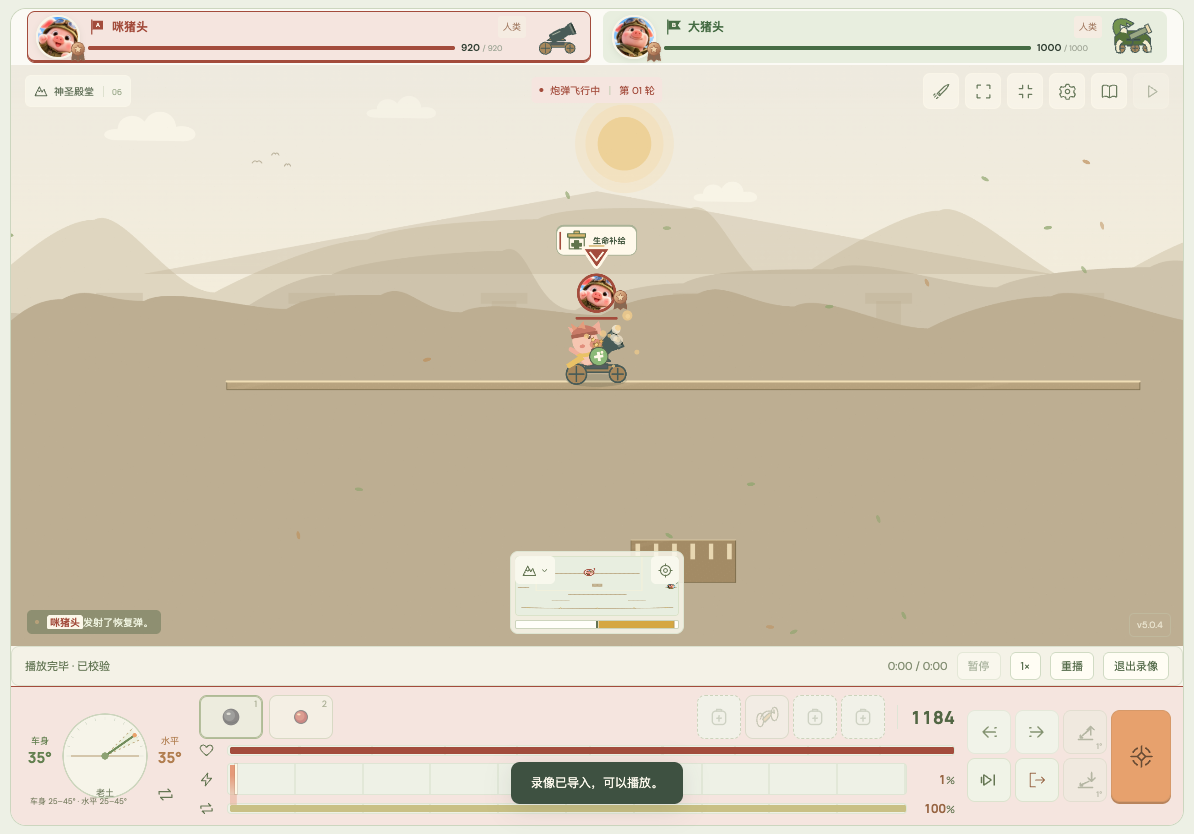 咪猪头
人类
920 / 920
大猪头
人类
1000 / 1000
神圣殿堂 06
炮弹飞行中 第 01 轮
生命补给
咪猪头发射了恢复弹。
v5.0.4
播放完毕 · 已校验
0:00 / 0:00
暂停
1×
重播
退出录像
1
2
1184
车身
35°
水平
35°
老土
车身 25–45° · 水平 25–45°
录像已导入，可以播放。
1%
100%
1°
1°